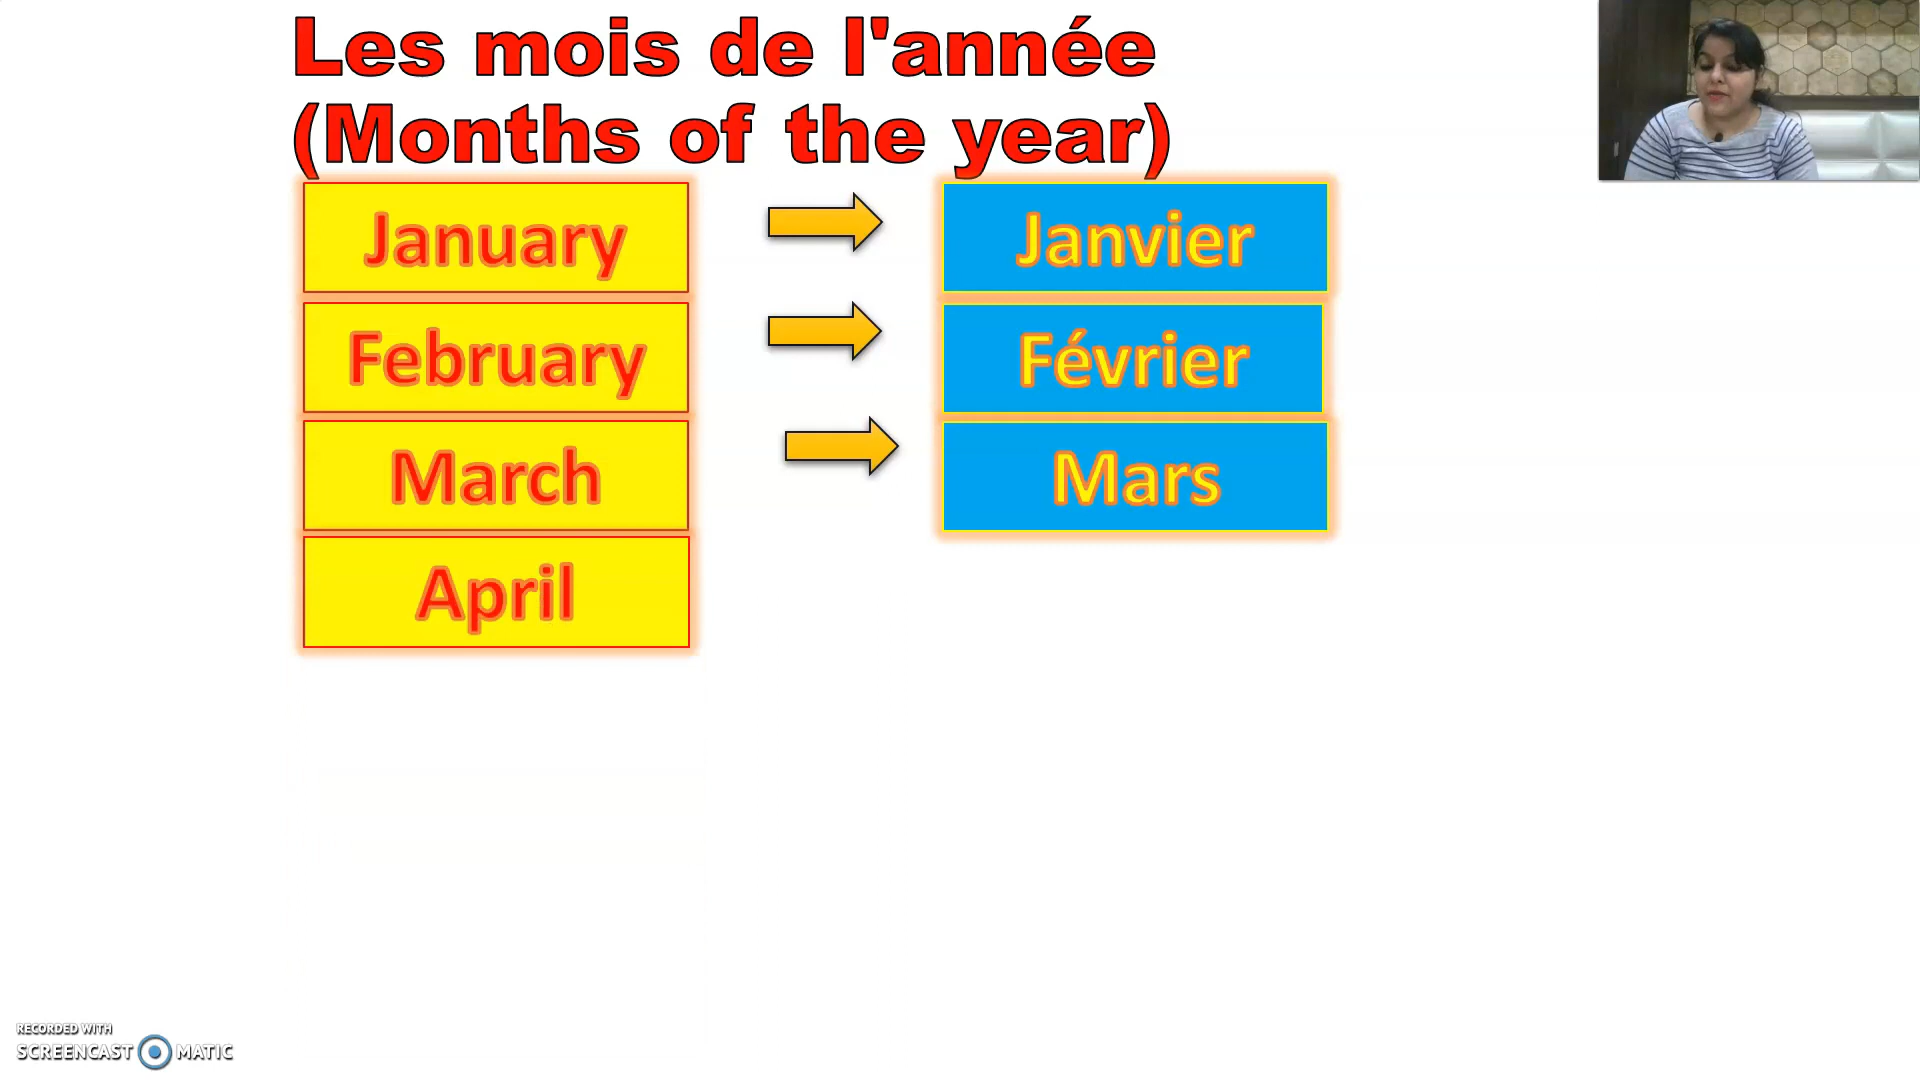 Les mois de l'année
(Months of the year)
January
Janvier
February
Février
March
Mars
April
RECORDED WITH
SCREENCAST MATIC